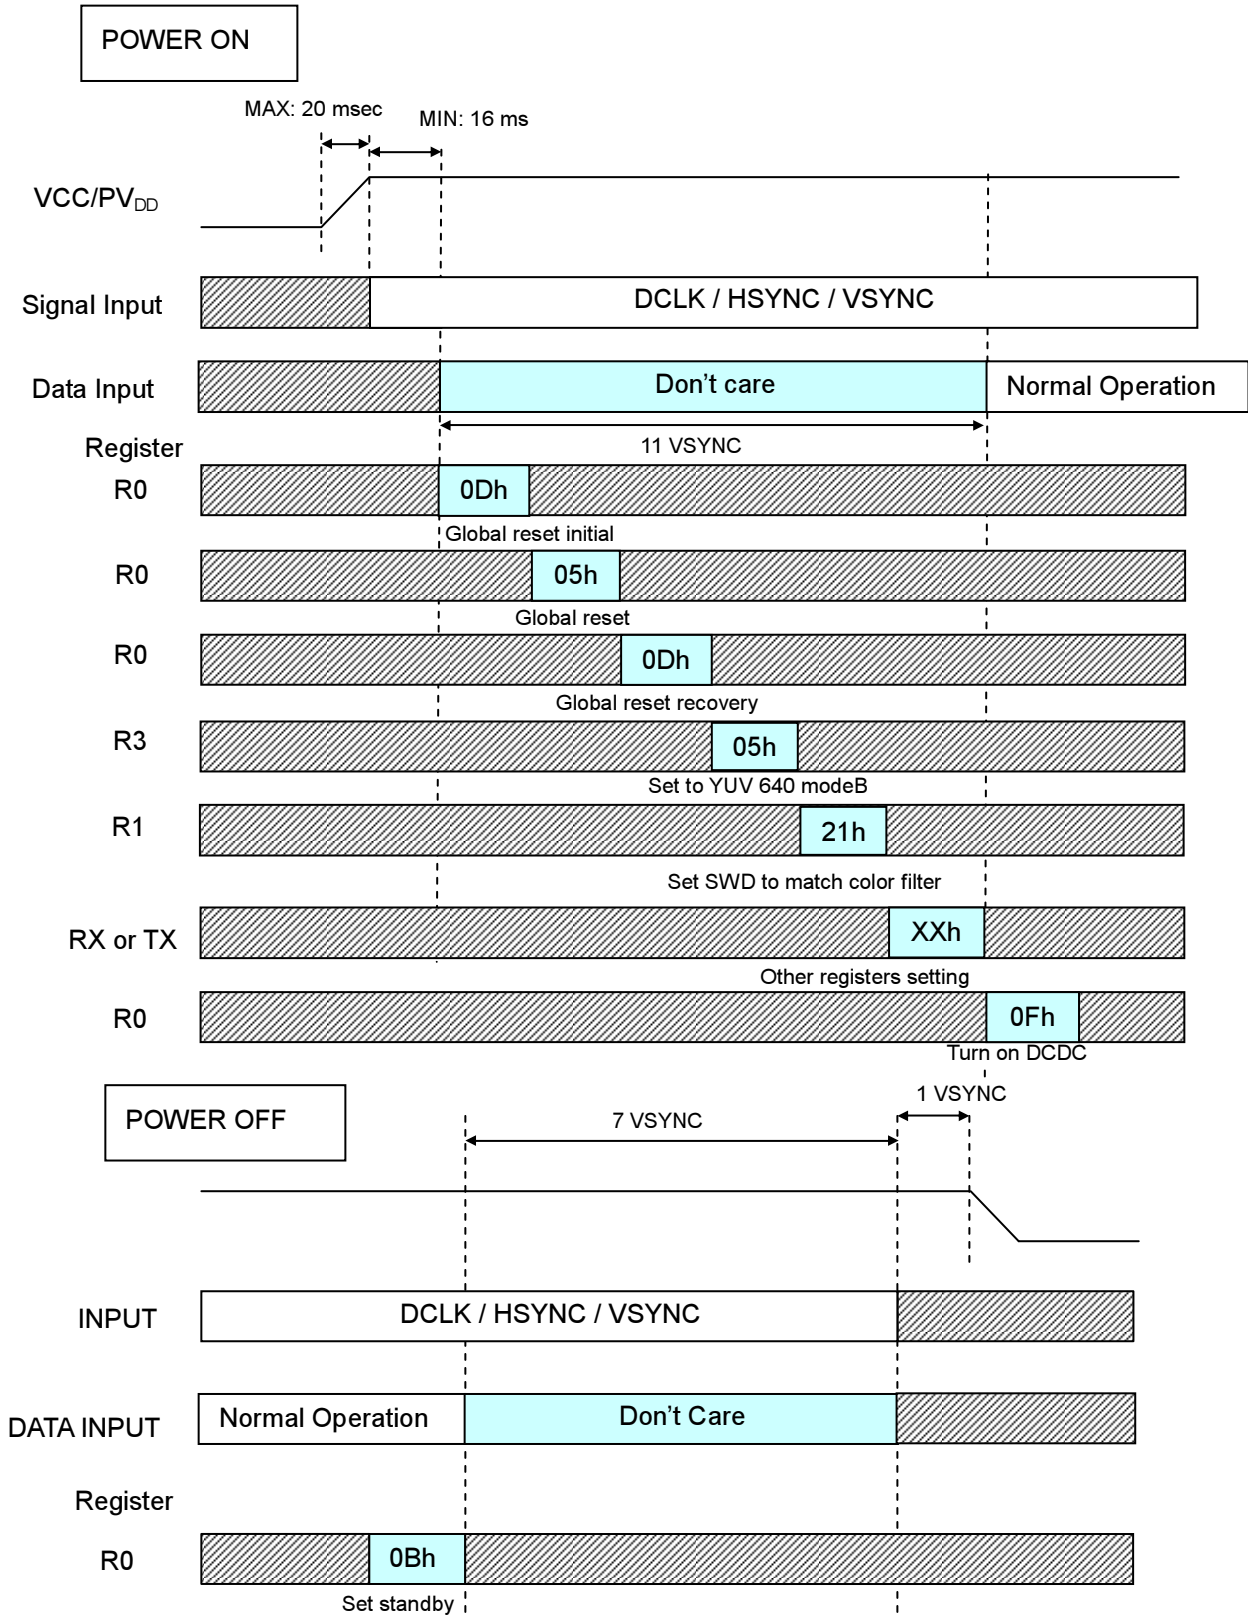 POWER ON
MAX: 20 msec
MIN: 16 ms
VCC/PVDD
Signal Input
DCLK / HSYNC / VSYNC
Data Input
Don't care
Normal Operation
11 VSYNC
Register
R0
0Dh
Global reset initial
R0
05h
Global reset
R0
0Dh
Global reset recovery
R3
05h
Set to YUV 640 modeB
R1
21h
Set SWD to match color filter
RX or TX
XXh
Other registers setting
R0
0Fh
Turn on DCDC
POWER OFF
7 VSYNC
1 VSYNC
INPUT
DCLK / HSYNC / VSYNC
DATA INPUT
Normal Operation
Don't Care
Register
R0
0Bh
Set standby